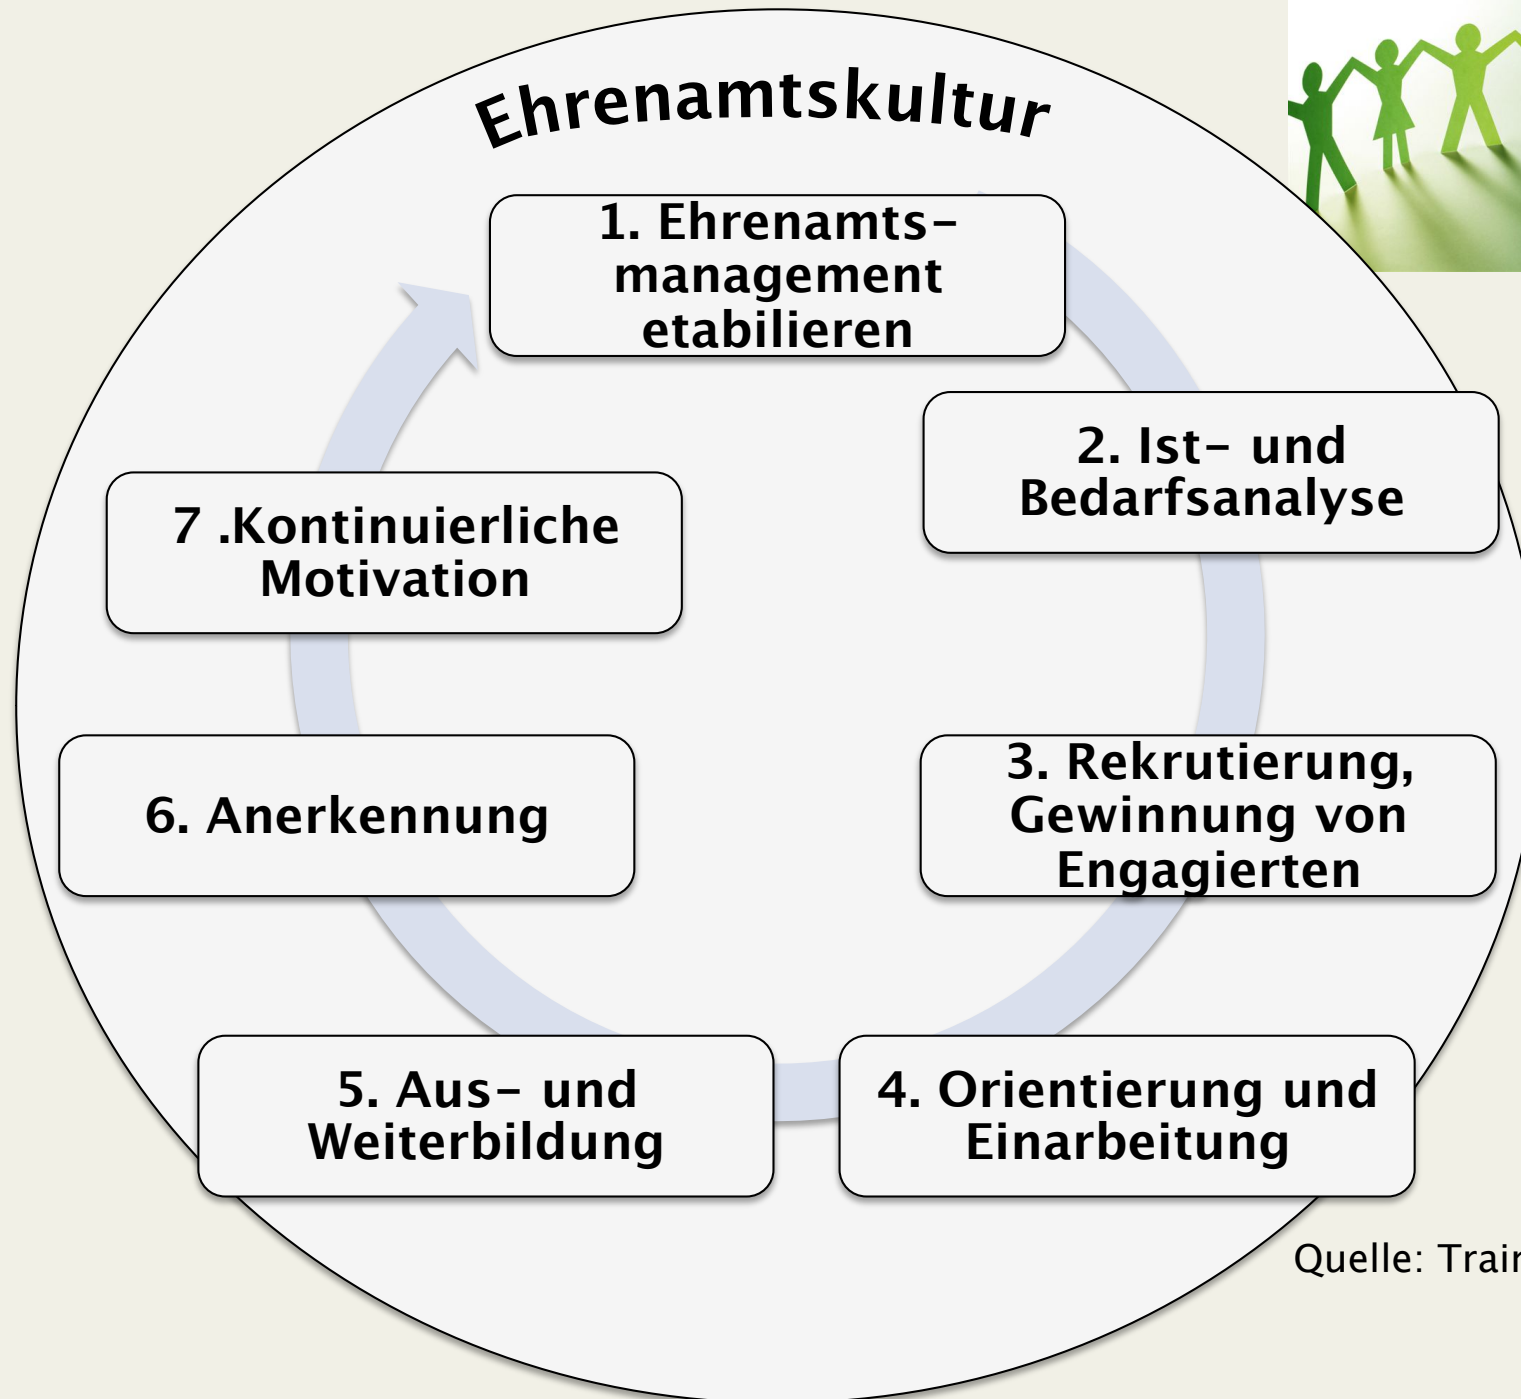 Ehrenamtskultur
1. Ehrenamts-
management
etabilieren
2. Ist- und
Bedarfsanalyse
3. Rekrutierung,
Gewinnung von
Engagierten
4. Orientierung und
Einarbeitung
5. Aus- und
Weiterbildung
6. Anerkennung
7 .Kontinuierliche
Motivation
Quelle: